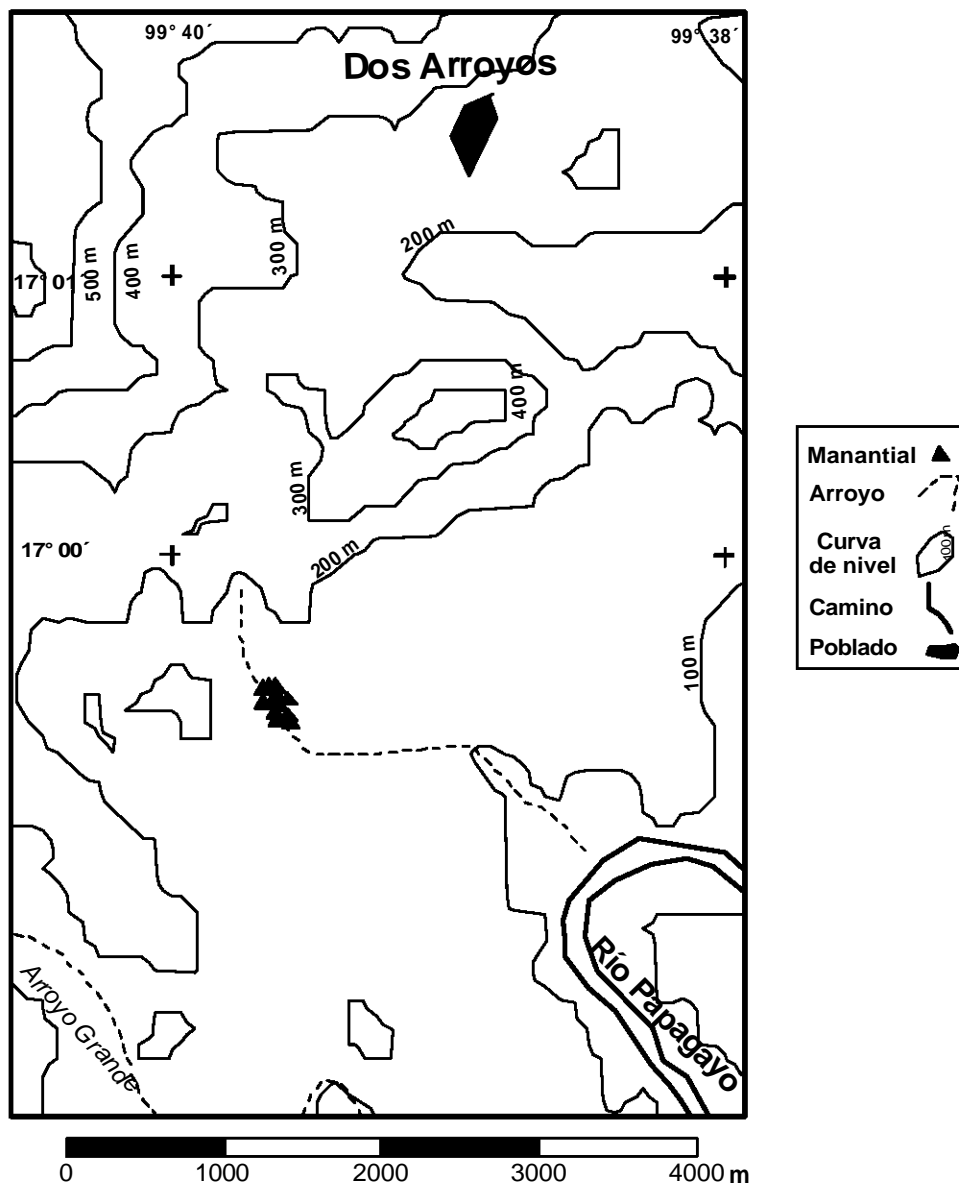 99° 40´
99° 38´
Dos Arroyos
200 m
300 m
17° 01´
500 m
400 m
400 m
300 m
17° 00´
200 m
100 m
Río Papagayo
Arroyo Grande
0 1000 2000 3000 4000 m
Manantial
Arroyo
Curva
de nivel
400 m
Camino
Poblado